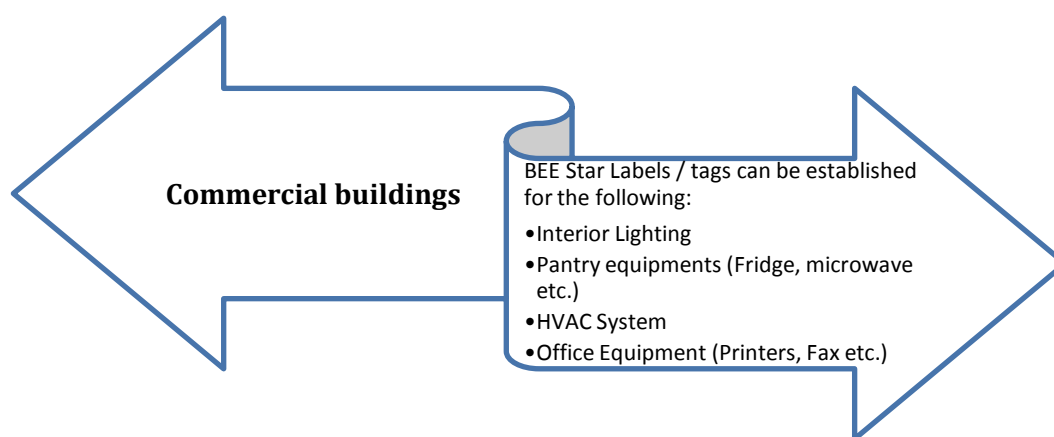 Commercial buildings
BEE Star Labels / tags can be established
for the following:
•Interior Lighting
•Pantry equipments (Fridge, microwave
etc.)
•HVAC System
•Office Equipment (Printers, Fax etc.)